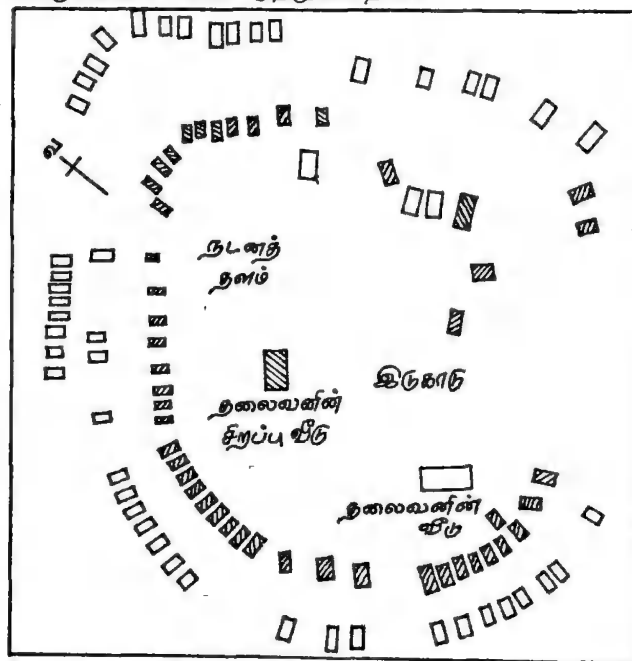 வ
நடனத்
தளம்
இடுகாடு
தலைவனின்
சிறப்பு வீடு
தலைவனின்
வீடு